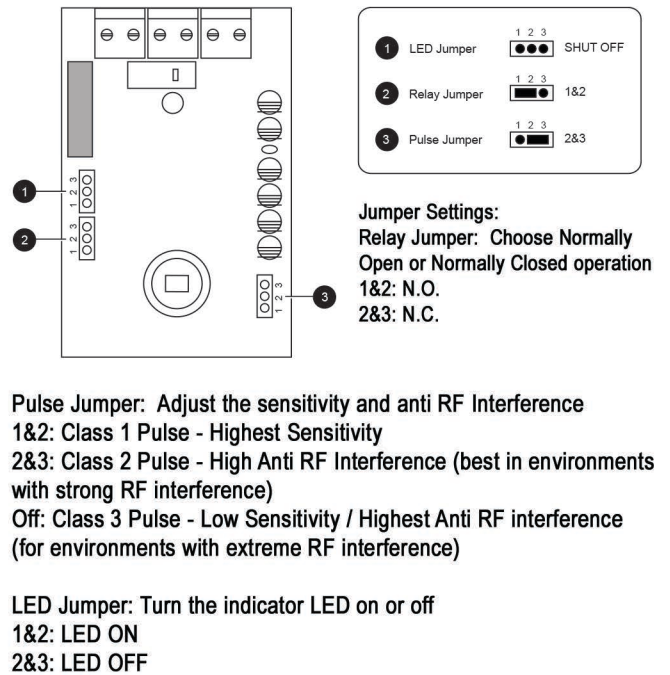 1 2 3
1 LED Jumper SHUT OFF
1 2 3
2 Relay Jumper 1&2
1 2 3
3 Pulse Jumper 2&3
1
3
2
1
2
3
2
1
3
3
2
1
Jumper Settings:
Relay Jumper: Choose Normally
Open or Normally Closed operation
1&2: N.O.
2&3: N.C.
Pulse Jumper: Adjust the sensitivity and anti RF Interference
1&2: Class 1 Pulse - Highest Sensitivity
2&3: Class 2 Pulse - High Anti RF Interference (best in environments
with strong RF interference)
Off: Class 3 Pulse - Low Sensitivity / Highest Anti RF interference
(for environments with extreme RF interference)
LED Jumper: Turn the indicator LED on or off
1&2: LED ON
2&3: LED OFF